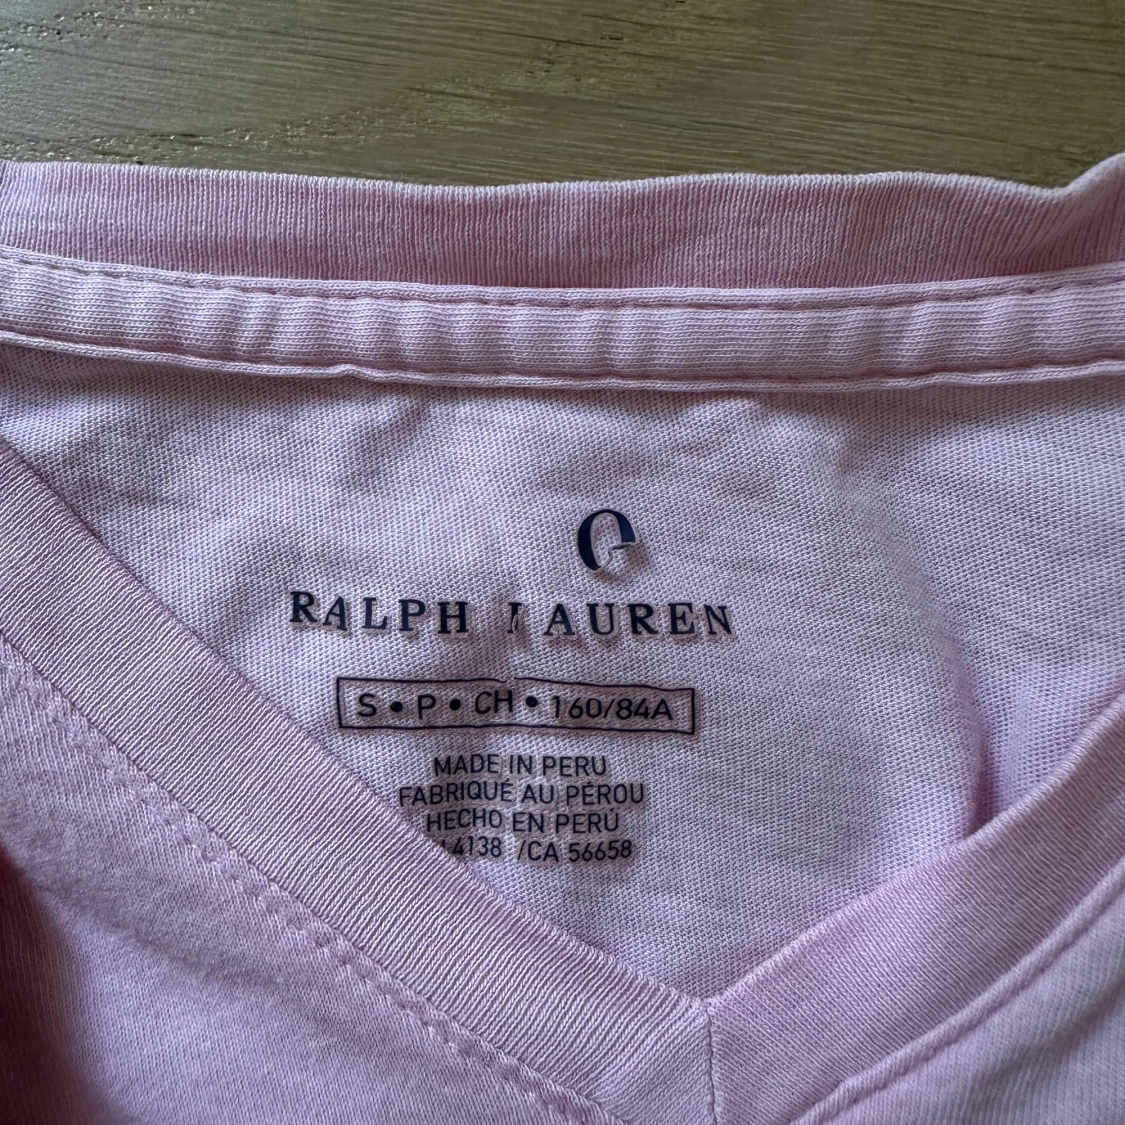 O
RALPH LAUREN
S • P • CH • 160/84A
MADE IN PERU
FABRIQUÉ AU PÉROU
HECHO EN PERÚ
/CA 56658